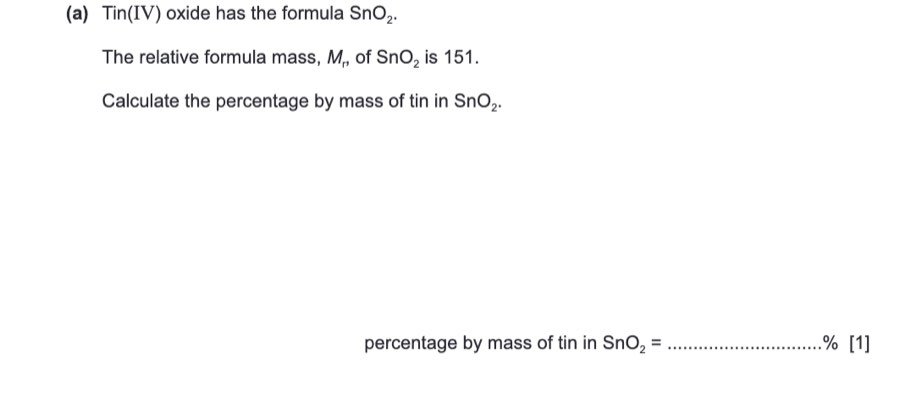 (a) Tin(IV) oxide has the formula SnO₂.
The relative formula mass, Mᵣ, of SnO₂ is 151.
Calculate the percentage by mass of tin in SnO₂.
percentage by mass of tin in SnO₂ = ..............................% [1]